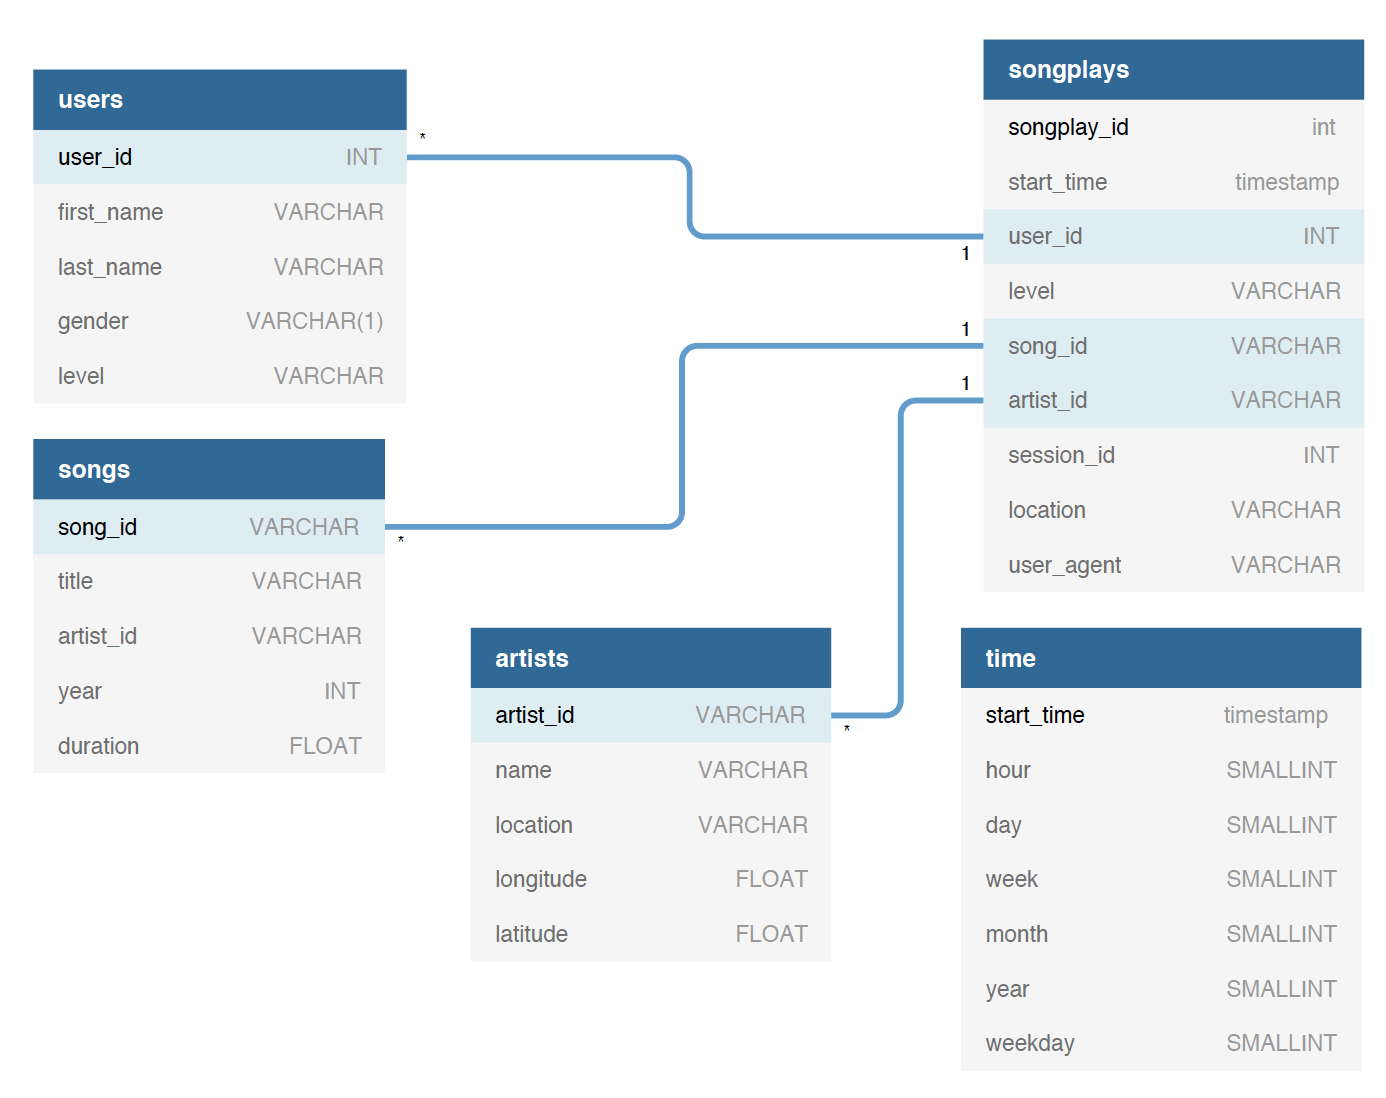 users
user_id INT
first_name VARCHAR
last_name VARCHAR
gender VARCHAR(1)
level VARCHAR
*
songs
song_id VARCHAR
title VARCHAR
artist_id VARCHAR
year INT
duration FLOAT
*
artists
artist_id VARCHAR
name VARCHAR
location VARCHAR
longitude FLOAT
latitude FLOAT
*
songplays
songplay_id int
start_time timestamp
user_id INT
level VARCHAR
song_id VARCHAR
artist_id VARCHAR
session_id INT
location VARCHAR
user_agent VARCHAR
1
1
1
time
start_time timestamp
hour SMALLINT
day SMALLINT
week SMALLINT
month SMALLINT
year SMALLINT
weekday SMALLINT